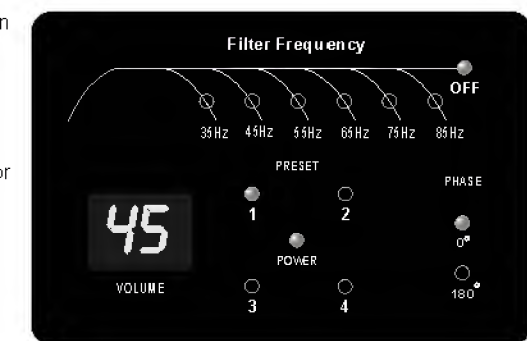 n
or
Filter Frequency
OFF
35Hz 45Hz 55Hz 65Hz 75Hz 85Hz
PRESET
PHASE
1 2
0°
45
POWER
VOLUME
180°
3 4